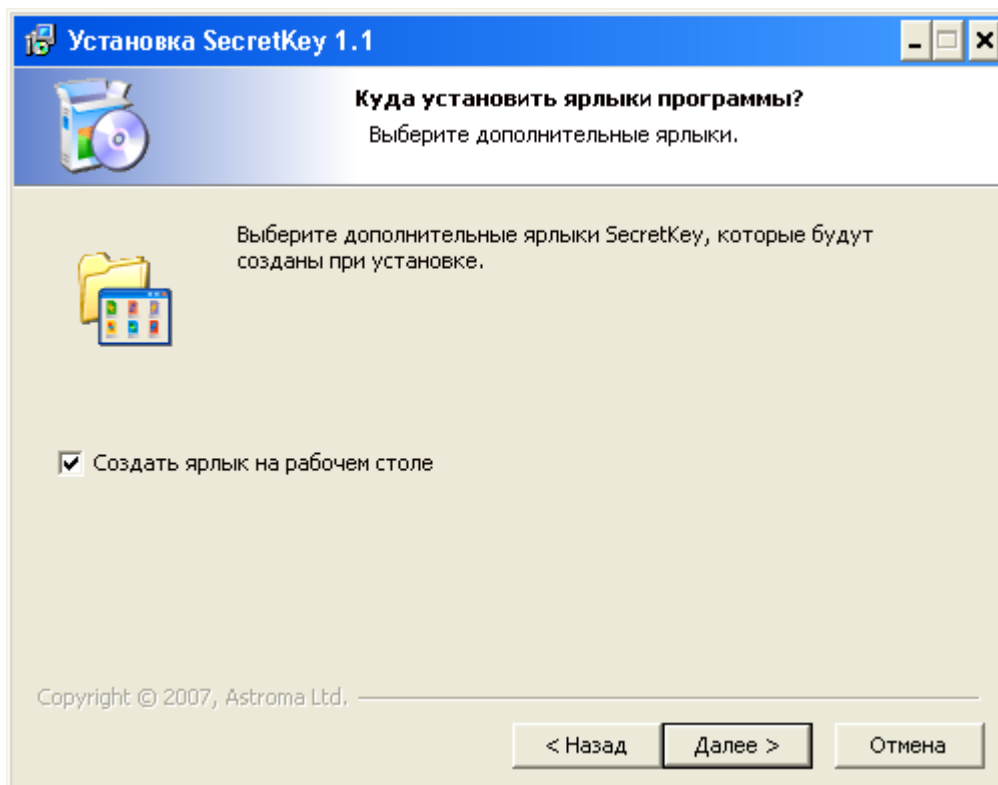 Установка SecretKey 1.1
Куда установить ярлыки программы?
Выберите дополнительные ярлыки.
Выберите дополнительные ярлыки SecretKey, которые будут
созданы при установке.
Создать ярлык на рабочем столе
Copyright © 2007, Astroma Ltd.
< Назад
Далее >
Отмена